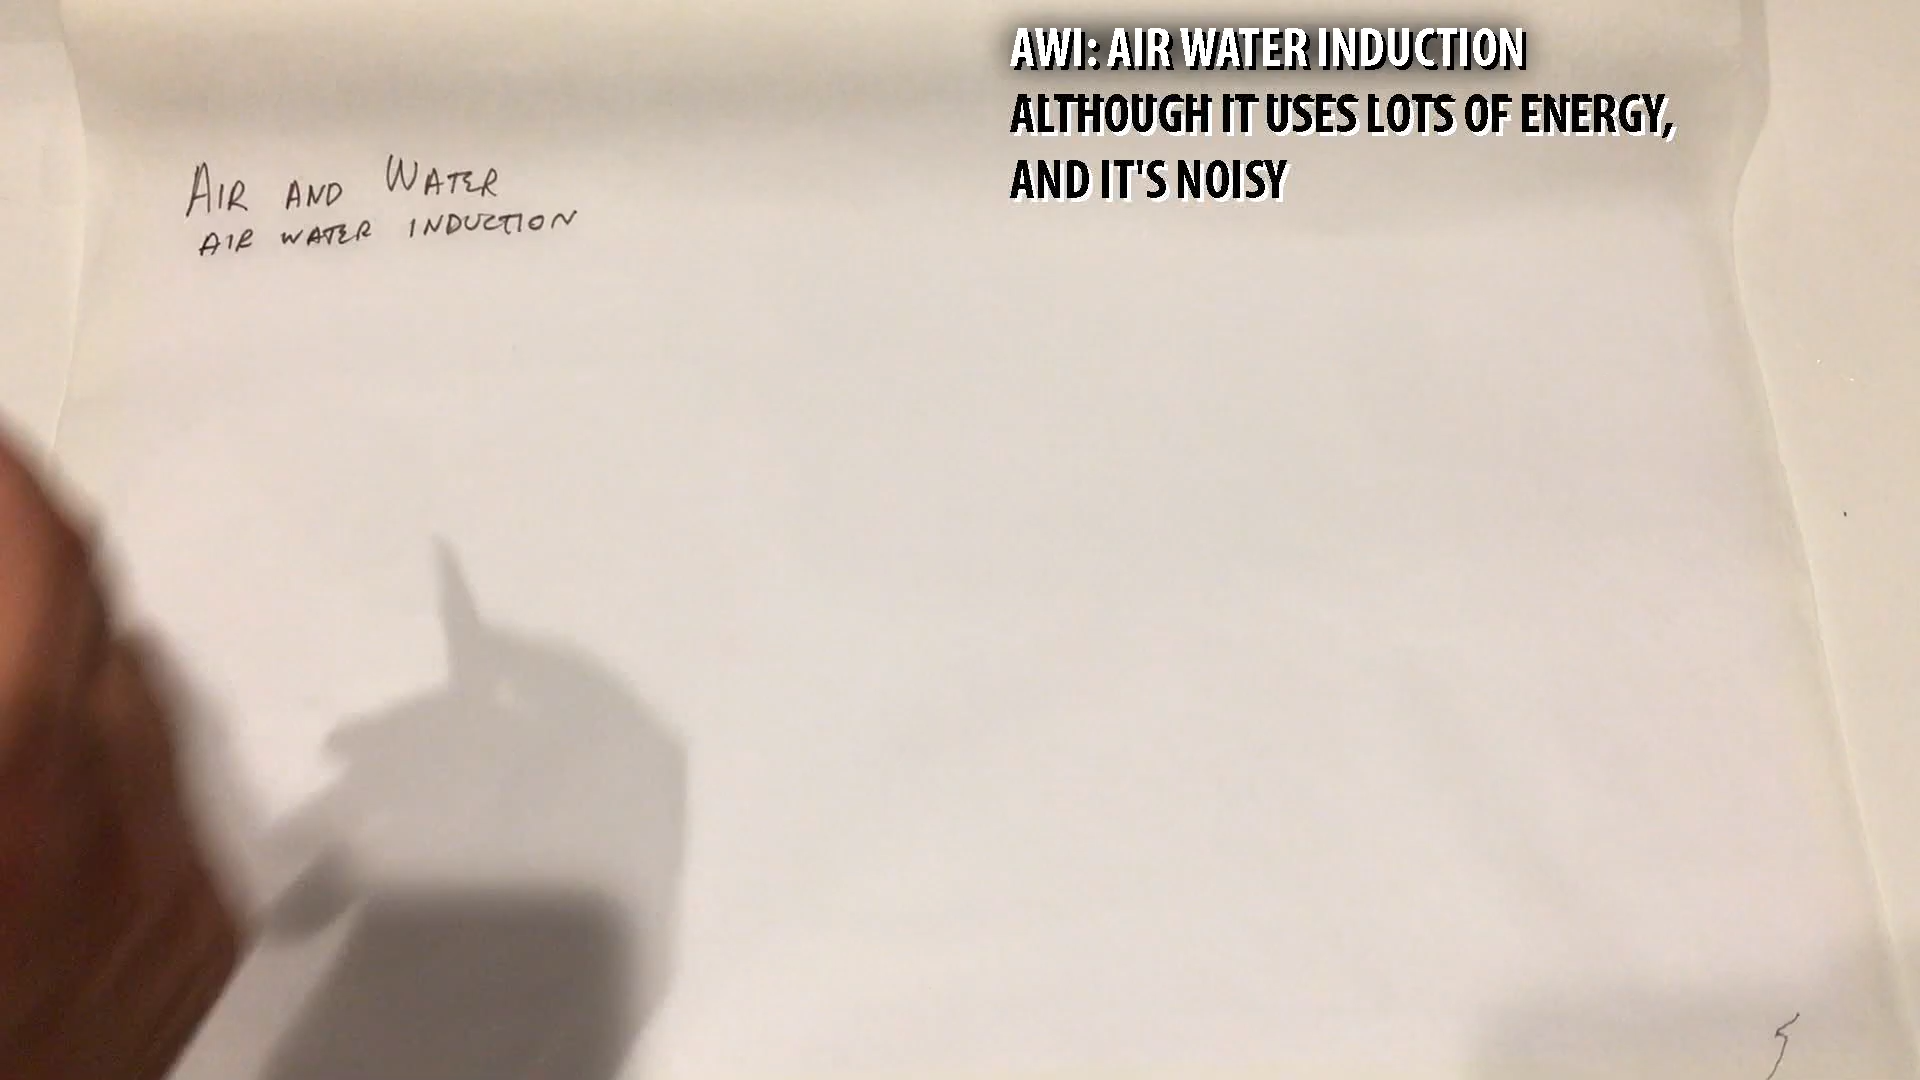 AWI: AIR WATER INDUCTION
ALTHOUGH IT USES LOTS OF ENERGY,
AND IT'S NOISY
AIR AND WATER
AIR WATER INDUCTION